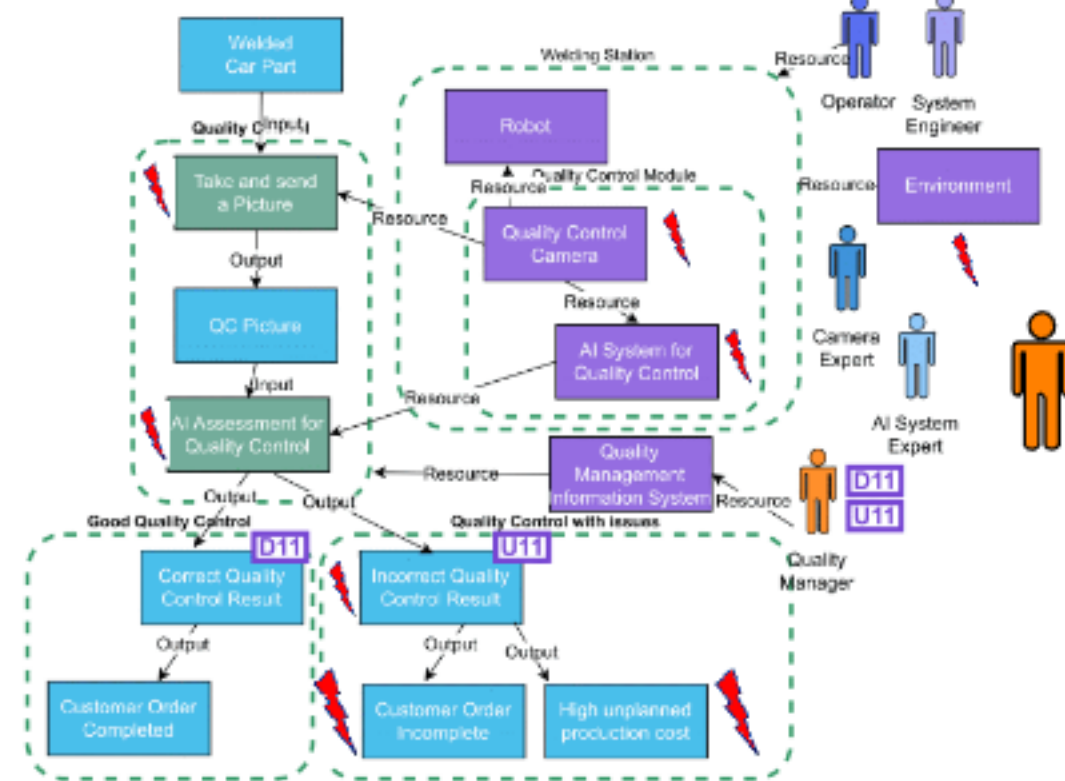 Welded
Car Part
Input
Quality C
Take and send
a Picture
Output
QC Picture
Input
AI Assessment for
Quality Control
Output
Output
Welding Station
Robot
Resource
Quality Control Module
Resource
Quality Control
Camera
Resource
AI System for
Quality Control
Resource
Resource
Operator
System
Engineer
Resource
Environment
Camera
Expert
AI System
Expert
Quality
Management
Information System
Resource
Resource
D11
U11
Quality
Manager
Good Quality Control
D11
Correct Quality
Control Result
Output
Customer Order
Completed
Quality Control with issues
U11
Incorrect Quality
Control Result
Output
Output
Customer Order
Incomplete
High unplanned
production cost